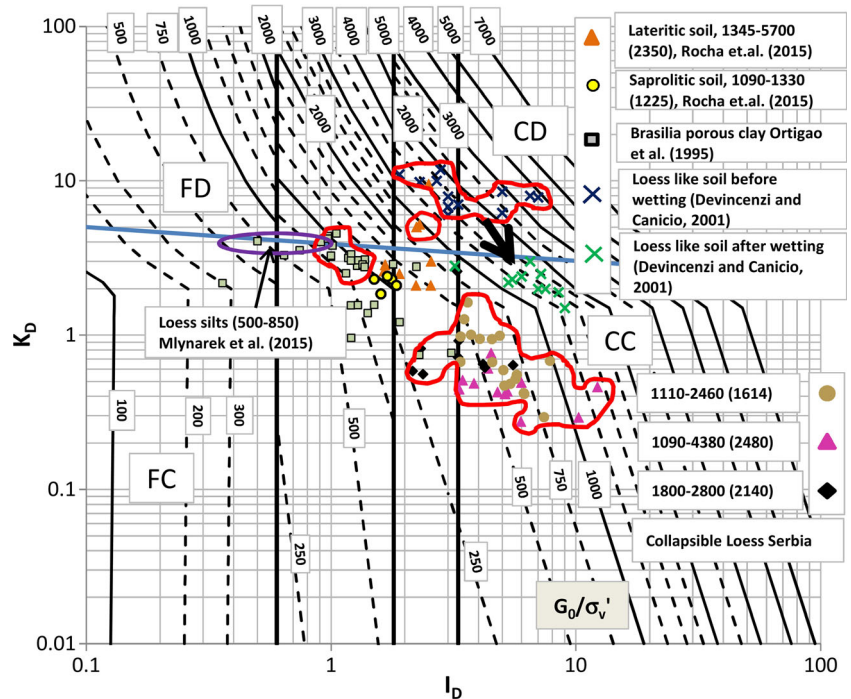 100
10
1
0.1
0.01
0.1
1
10
100
K_D
I_D
500
750
1000
2000
3000
4000
5000
4000
5000
7000
2000
2000
3000
FD
CD
FC
CC
100
200
300
250
500
250
500
750
1000
G₀/σᵥ'
Loess silts (500-850)
Mlynarek et al. (2015)
Lateritic soil, 1345-5700
(2350), Rocha et.al. (2015)
Saprolitic soil, 1090-1330
(1225), Rocha et.al. (2015)
Brasilia porous clay Ortigao
et al. (1995)
Loess like soil before
wetting (Devincenzi and
Canicio, 2001)
Loess like soil after wetting
(Devincenzi and Canicio,
2001)
1110-2460 (1614)
1090-4380 (2480)
1800-2800 (2140)
Collapsible Loess Serbia